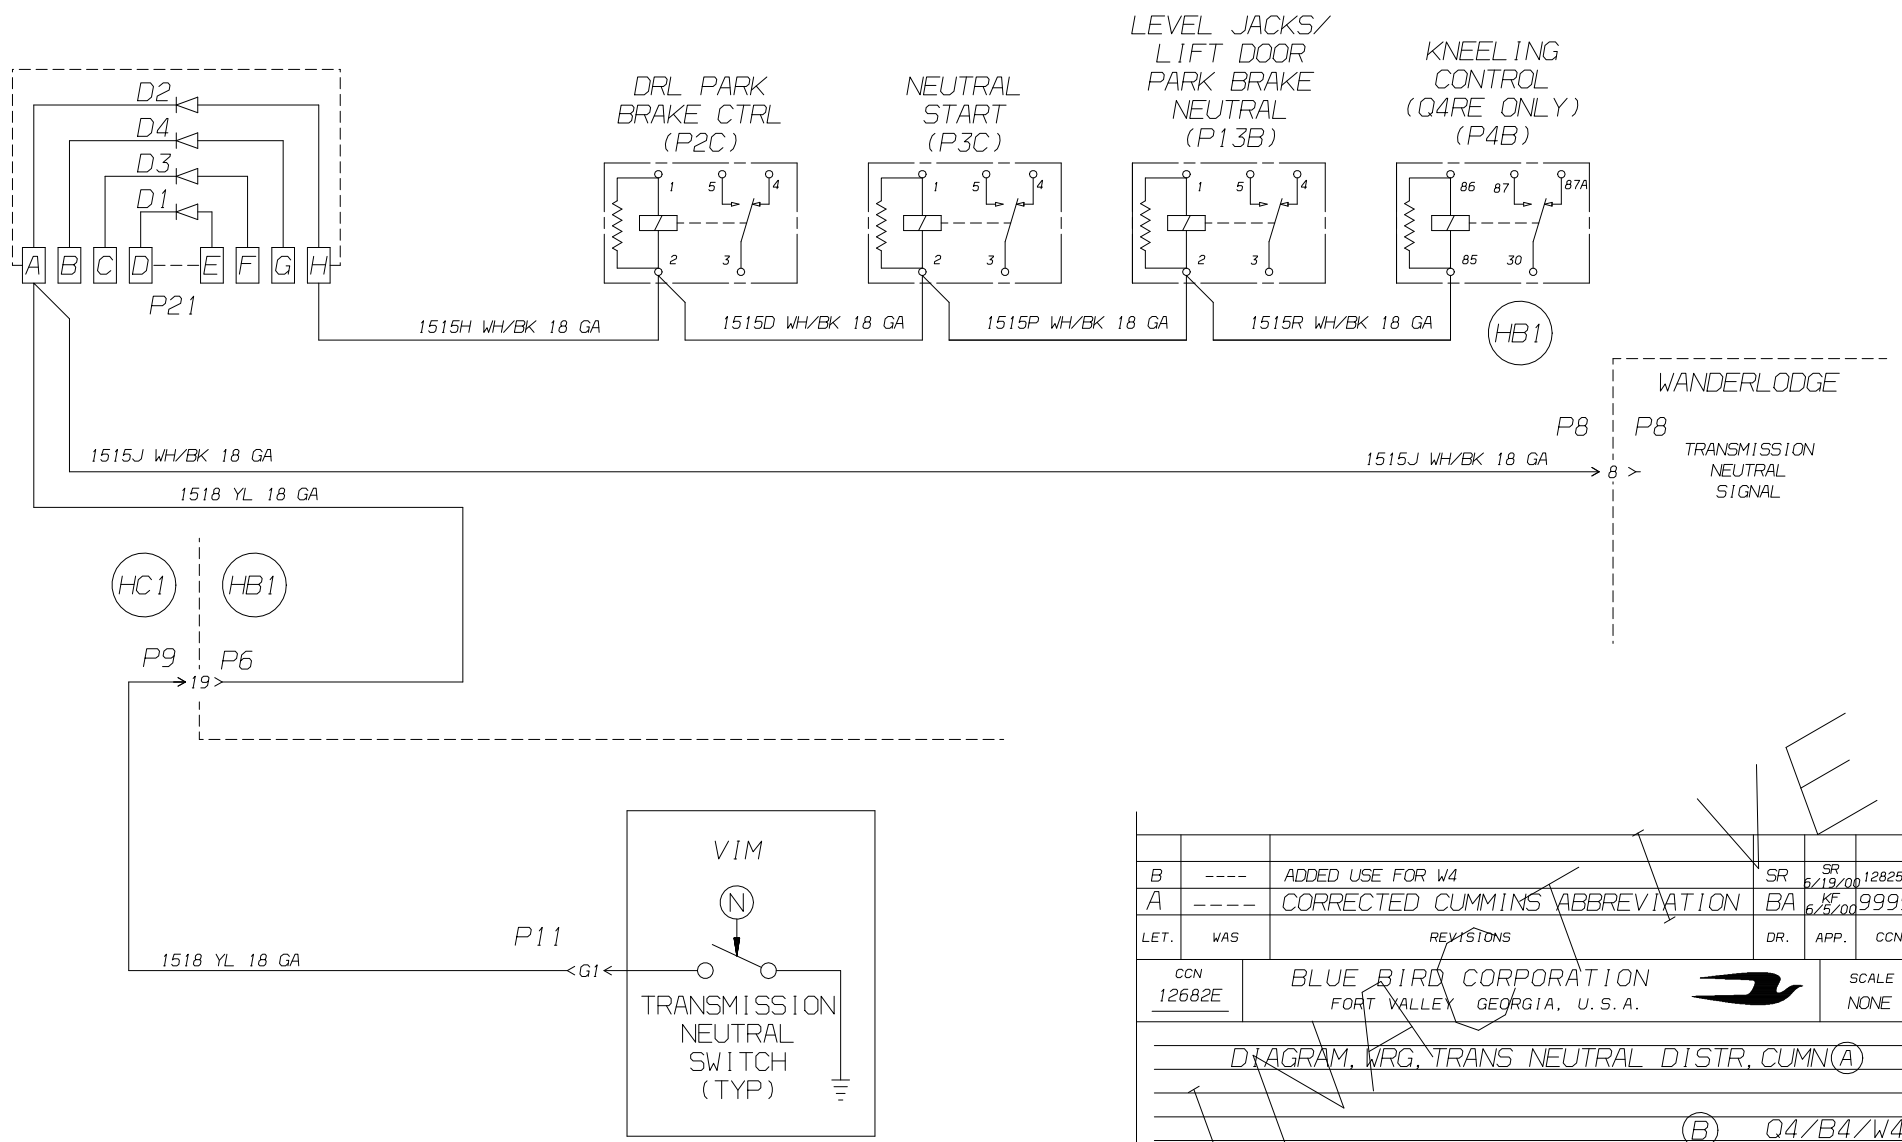 LEVEL JACKS/
LIFT DOOR
PARK BRAKE
NEUTRAL
(P13B)
KNEELING
CONTROL
(Q4RE ONLY)
(P4B)
DRL PARK
BRAKE CTRL
(P2C)
NEUTRAL
START
(P3C)
D2
D4
D3
D1
A B C D E F G H
P21
1 5 4
2 3
1 5 4
2 3
1 5 4
2 3
86 87 87A
85 30
1515H WH/BK 18 GA
1515D WH/BK 18 GA
1515P WH/BK 18 GA
1515R WH/BK 18 GA
HB1
WANDERLODGE
P8 P8
TRANSMISSION
NEUTRAL
SIGNAL
1515J WH/BK 18 GA
1515J WH/BK 18 GA
8
1518 YL 18 GA
HC1 HB1
P9 P6
19
VIM
N
P11
1518 YL 18 GA
G1
TRANSMISSION
NEUTRAL
SWITCH
(TYP)
B ---- ADDED USE FOR W4 SR SR 6/19/00 12825
A ---- CORRECTED CUMMINS ABBREVIATION BA KF 6/5/00 999
LET. WAS REVISIONS DR. APP. CCN
CCN
12682E
BLUE BIRD CORPORATION
FORT VALLEY GEORGIA, U.S.A.
SCALE
NONE
DIAGRAM, WRG, TRANS NEUTRAL DISTR, CUMN A
B Q4/B4/W4
INACTIVE